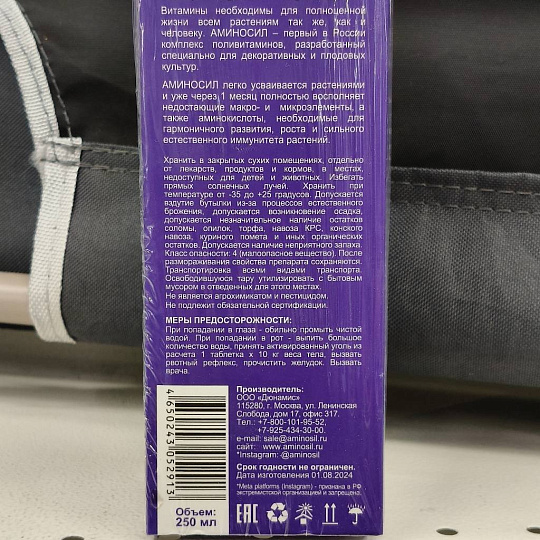 Витамины необходимы для полноценной
жизни всем растениям так же, как и
человеку. АМИНОСИЛ – первый в России
комплекс поливитаминов, разработанный
специально для декоративных и плодовых
культур.
АМИНОСИЛ легко усваивается растениями
и уже через 1 месяц полностью восполняет
недостающие макро- и микроэлементы, а
также аминокислоты, необходимые для
гармоничного развития, роста и сильного
естественного иммунитета растений.
Хранить в закрытых сухих помещениях, отдельно
от лекарств, продуктов и кормов, в местах,
недоступных для детей и животных. Избегать
прямых солнечных лучей. Хранить при
температуре от -35 до +25 градусов. Допускается
вздутие бутылки из-за процессов естественного
брожения, допускается возникновение осадка,
допускается незначительное наличие остатков
соломы, опилок, торфа, навоза КРС, конского
навоза, куриного помета и иных органических
остатков. Допускается наличие неприятного запаха.
Класс опасности: 4 (малоопасное вещество). После
размораживания свойства препарата сохраняются.
Транспортировка всеми видами транспорта.
Освободившуюся тару утилизировать с бытовым
мусором в отведенных для этого местах.
Не является агрохимикатом и пестицидом.
Не подлежит обязательной сертификации.
МЕРЫ ПРЕДОСТОРОЖНОСТИ:
При попадании в глаза - обильно промыть чистой
водой. При попадании в рот - выпить большое
количество воды, принять активированный уголь из
расчета 1 таблетка х 10 кг веса тела, вызвать
рвотный рефлекс, прочистить желудок. Вызвать
врача.
Производитель:
ООО «Дюнамис»
115280, г. Москва, ул. Ленинская
Слобода, дом 17, офис 317.
Тел.: +7-800-101-95-52,
+7-925-434-30-00.
e-mail: sale@aminosil.ru
сайт: www.aminosil.ru
*Instagram: @aminosil
Срок годности не ограничен.
Дата изготовления 01.08.2024
*Meta platforms (Instagram) - признана в РФ
экстремистской организацией и запрещена.
4650243052913
Объем:
250 мл
EAC